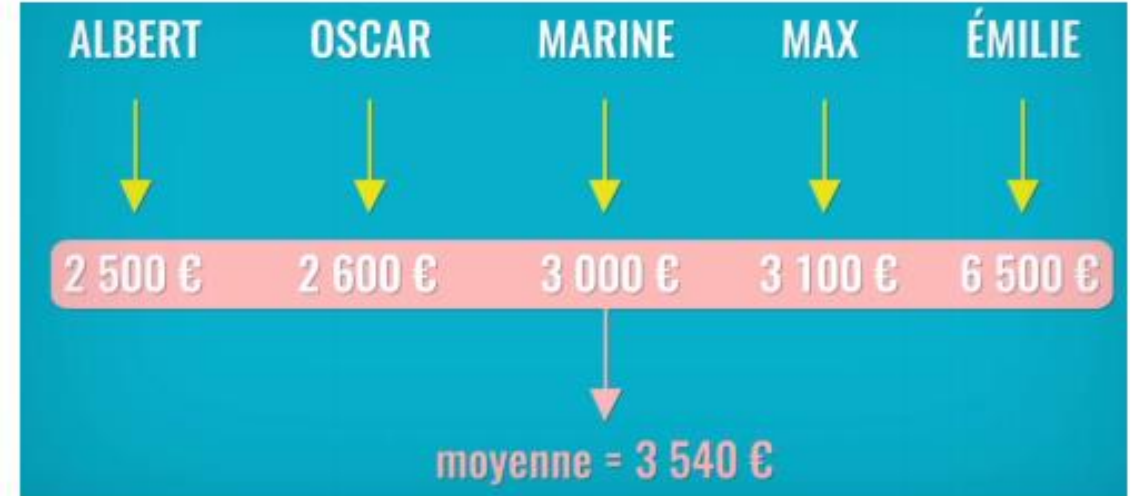 ALBERT OSCAR MARINE MAX ÉMILIE
2 500 € 2 600 € 3 000 € 3 100 € 6 500 €
moyenne = 3 540 €